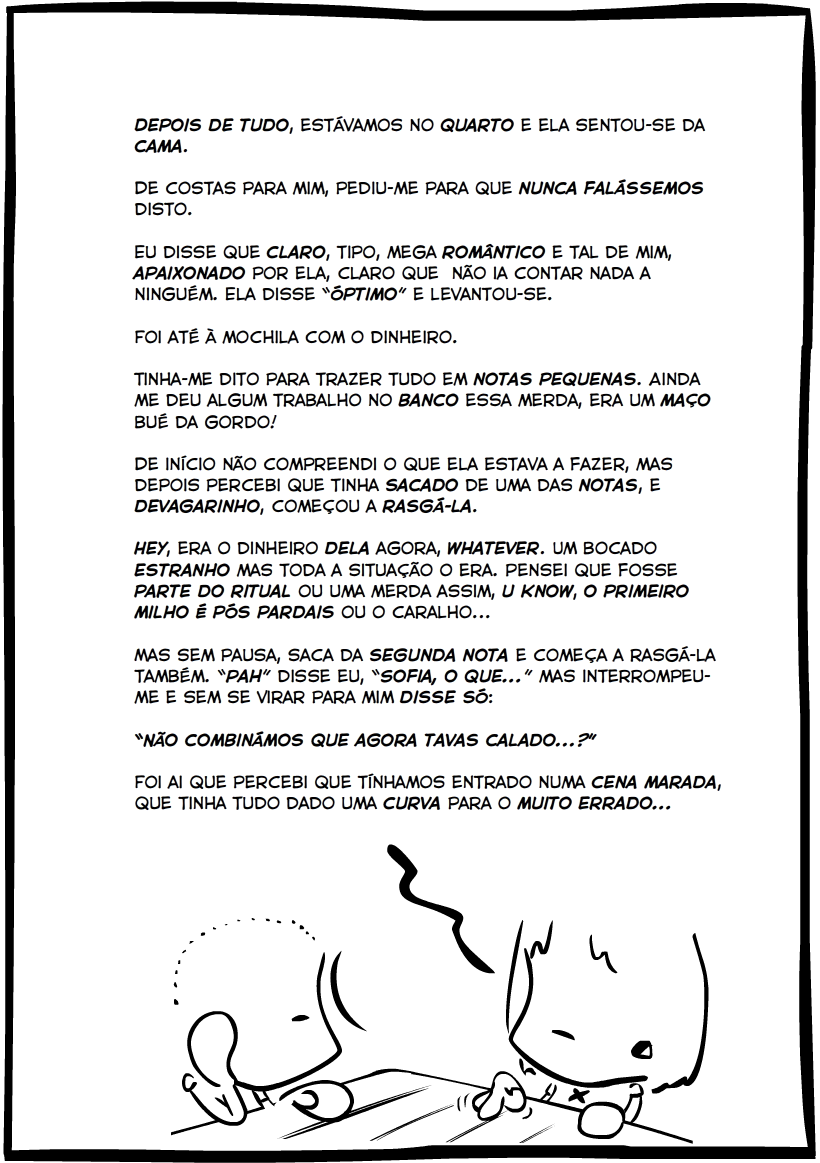 DEPOIS DE TUDO, ESTÁVAMOS NO QUARTO E ELA SENTOU-SE DA
CAMA.
DE COSTAS PARA MIM, PEDIU-ME PARA QUE NUNCA FALÁSSEMOS
DISTO.
EU DISSE QUE CLARO, TIPO, MEGA ROMÂNTICO E TAL DE MIM,
APAIXONADO POR ELA, CLARO QUE NÃO IA CONTAR NADA A
NINGUÉM. ELA DISSE "ÓPTIMO" E LEVANTOU-SE.
FOI ATÉ À MOCHILA COM O DINHEIRO.
TINHA-ME DITO PARA TRAZER TUDO EM NOTAS PEQUENAS. AINDA
ME DEU ALGUM TRABALHO NO BANCO ESSA MERDA, ERA UM MAÇO
BUÉ DA GORDO!
DE INÍCIO NÃO COMPREENDI O QUE ELA ESTAVA A FAZER, MAS
DEPOIS PERCEBI QUE TINHA SACADO DE UMA DAS NOTAS, E
DEVAGARINHO, COMEÇOU A RASGÁ-LA.
HEY, ERA O DINHEIRO DELA AGORA, WHATEVER. UM BOCADO
ESTRANHO MAS TODA A SITUAÇÃO O ERA. PENSEI QUE FOSSE
PARTE DO RITUAL OU UMA MERDA ASSIM, U KNOW, O PRIMEIRO
MILHO É PÓS PARDAIS OU O CARALHO...
MAS SEM PAUSA, SACA DA SEGUNDA NOTA E COMEÇA A RASGÁ-LA
TAMBÉM. "PAH" DISSE EU, "SOFIA, O QUE..." MAS INTERROMPEU-
ME E SEM SE VIRAR PARA MIM DISSE SÓ:
"NÃO COMBINÁMOS QUE AGORA TAVAS CALADO...?"
FOI AI QUE PERCEBI QUE TÍNHAMOS ENTRADO NUMA CENA MARADA,
QUE TINHA TUDO DADO UMA CURVA PARA O MUITO ERRADO...